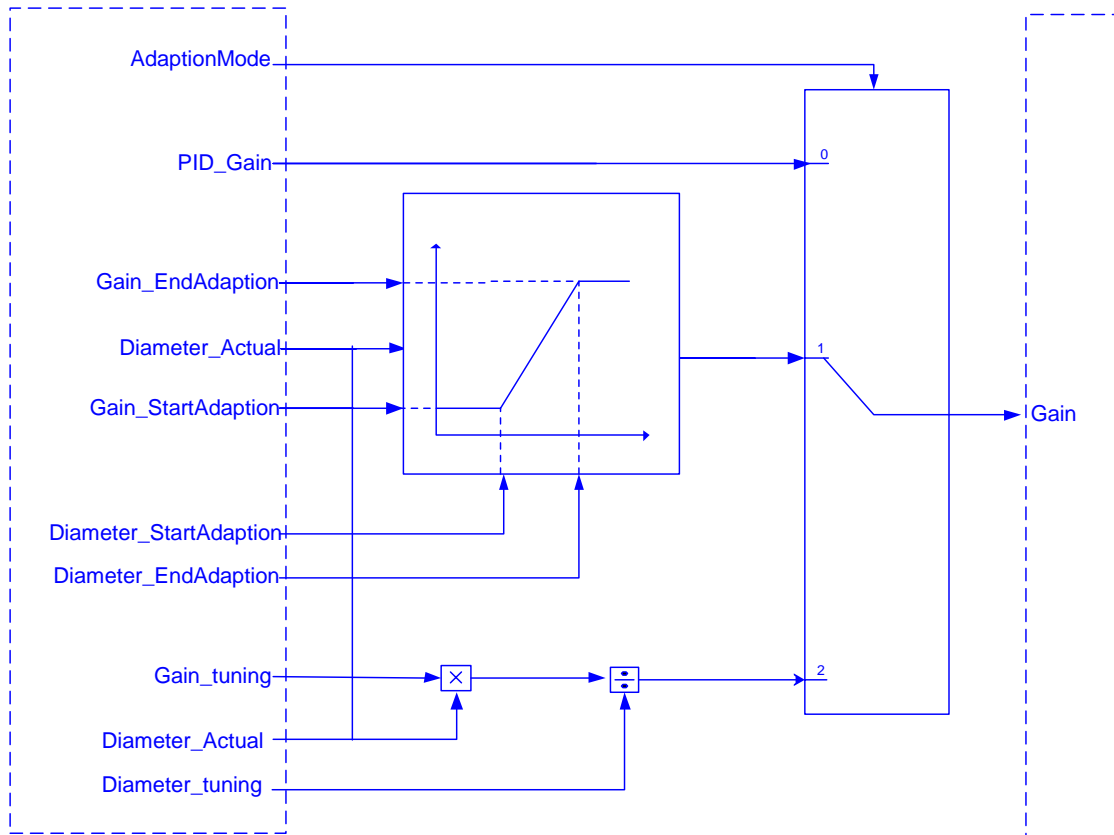 AdaptionMode
PID_Gain
0
Gain_EndAdaption
Diameter_Actual
1
Gain_StartAdaption
Gain
Diameter_StartAdaption
Diameter_EndAdaption
Gain_tuning
×
÷
2
Diameter_Actual
Diameter_tuning